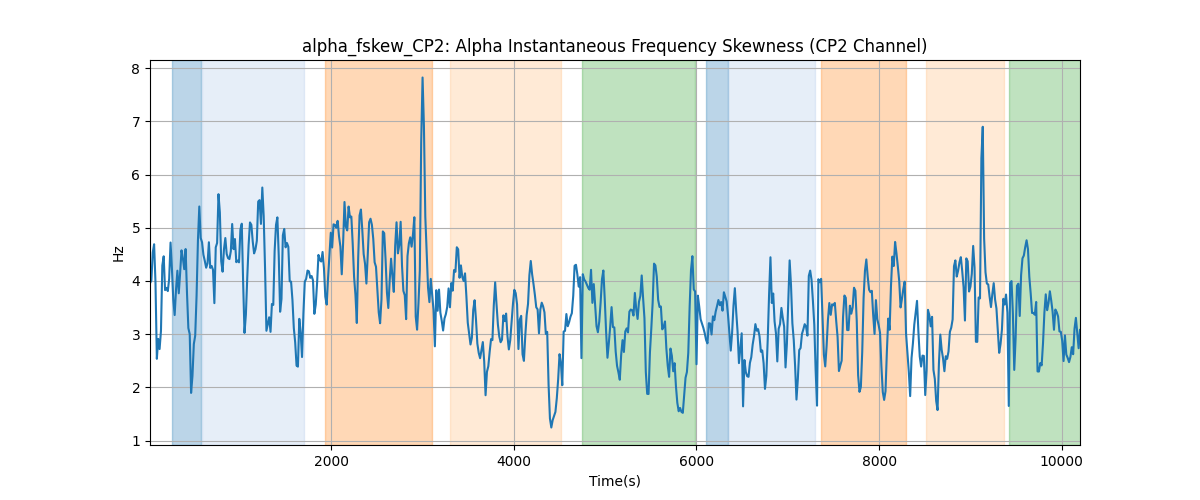 alpha_fskew_CP2: Alpha Instantaneous Frequency Skewness (CP2 Channel)
8
7
6
5
4
3
2
1
Hz
2000 4000 6000 8000 10000
Time(s)